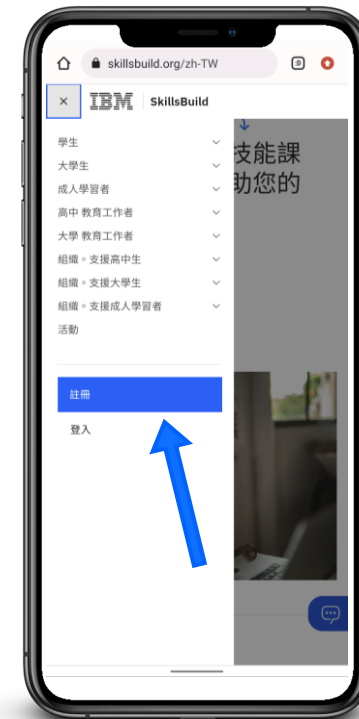 skillsbuild.org/zh-TW
IBM SkillsBuild
學生
大學生
成人學習者
高中 教育工作者
大學 教育工作者
組織。支援高中生
組織。支援大學生
組織。支援成人學習者
活動
註冊
登入
技能課
助您的